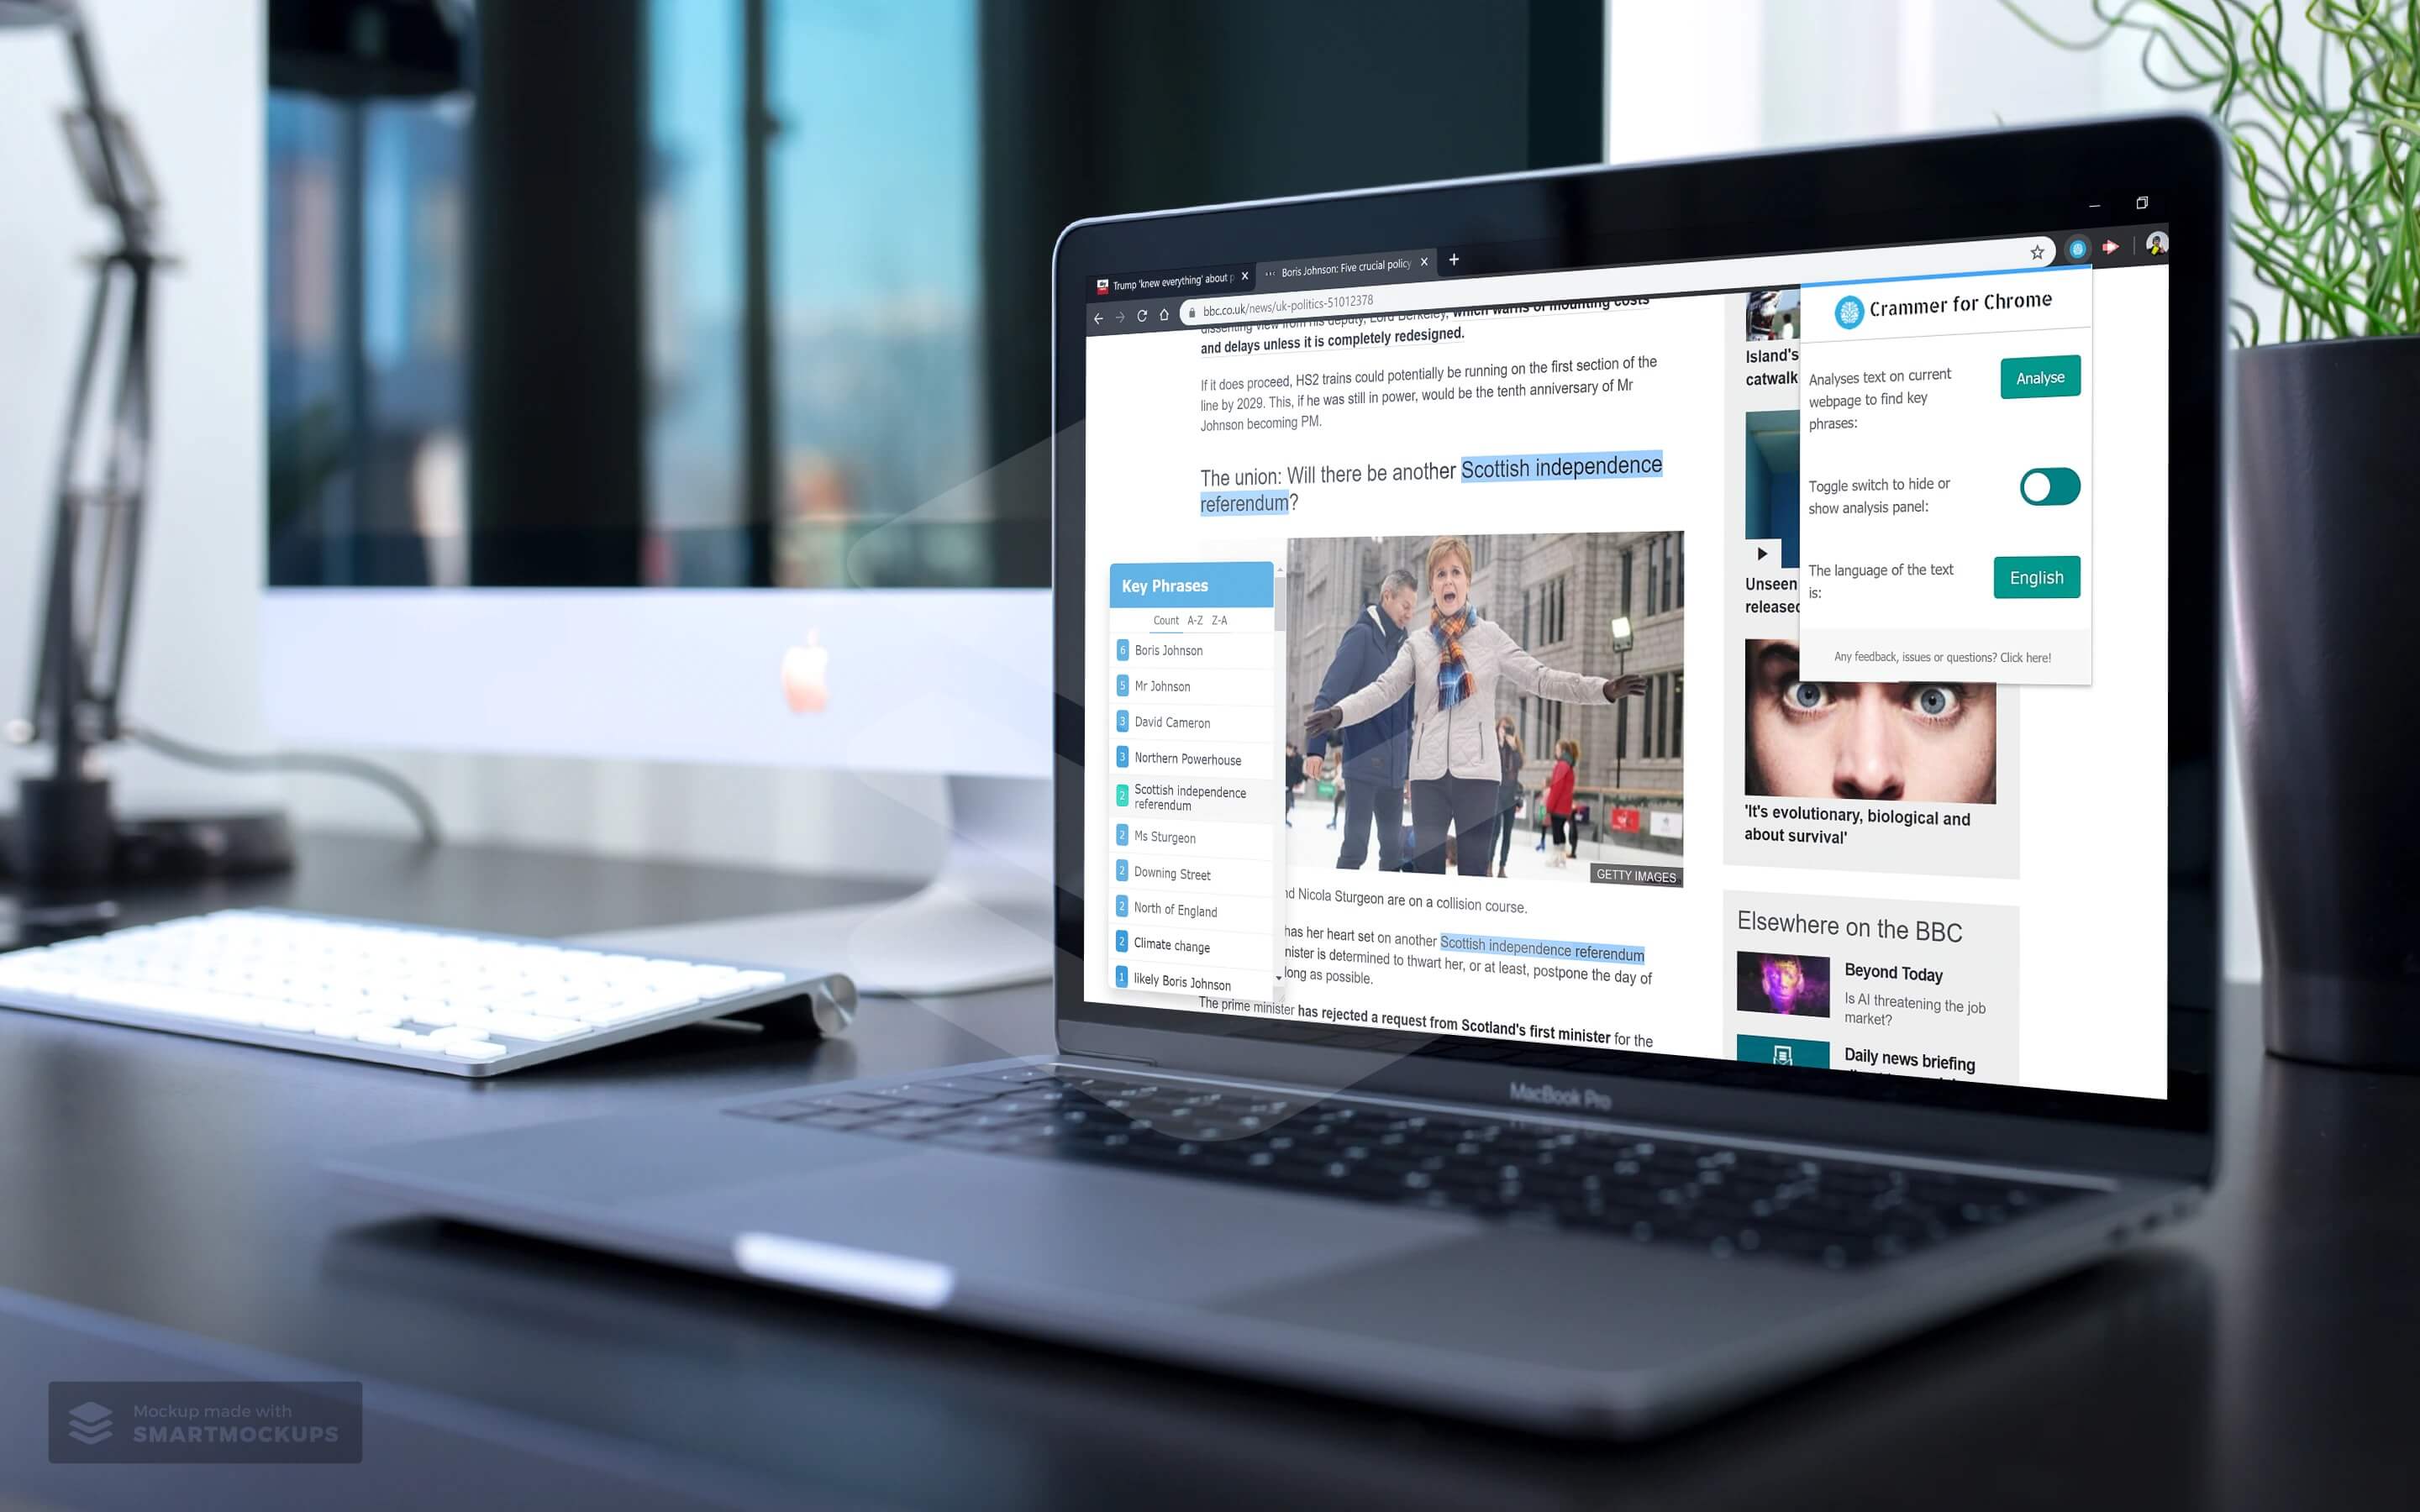 Trump 'knew everything' about p
Boris Johnson: Five crucial policy
bbc.co.uk/news/uk-politics-51012378
dissenting view from his deputy, Lord Berkeley, which warns of mounting costs
and delays unless it is completely redesigned.
If it does proceed, HS2 trains could potentially be running on the first section of the
line by 2029. This, if he was still in power, would be the tenth anniversary of Mr
Johnson becoming PM.
The union: Will there be another Scottish independence
referendum?
Key Phrases
Count A-Z Z-A
6 Boris Johnson
5 Mr Johnson
3 David Cameron
3 Northern Powerhouse
2 Scottish independence
referendum
2 Ms Sturgeon
2 Downing Street
2 North of England
2 Climate change
1 likely Boris Johnson
GETTY IMAGES
nd Nicola Sturgeon are on a collision course.
has her heart set on another Scottish independence referendum
nister is determined to thwart her, or at least, postpone the day of
long as possible.
The prime minister has rejected a request from Scotland's first minister for the
Island's
catwalk
Unseen
released
'It's evolutionary, biological and
about survival'
Elsewhere on the BBC
Beyond Today
Is AI threatening the job
market?
Daily news briefing
Crammer for Chrome
Analyses text on current
webpage to find key
phrases:
Analyse
Toggle switch to hide or
show analysis panel:
The language of the text
is:
English
Any feedback, issues or questions? Click here!
MacBook Pro
Mockup made with
SMARTMOCKUPS